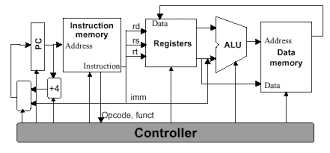 PC
Instruction
memory
Address
Instruction
rd
rs
rt
Data
Registers
ALU
Address
Data
memory
Data
+4
imm
Opcode, funct
Controller